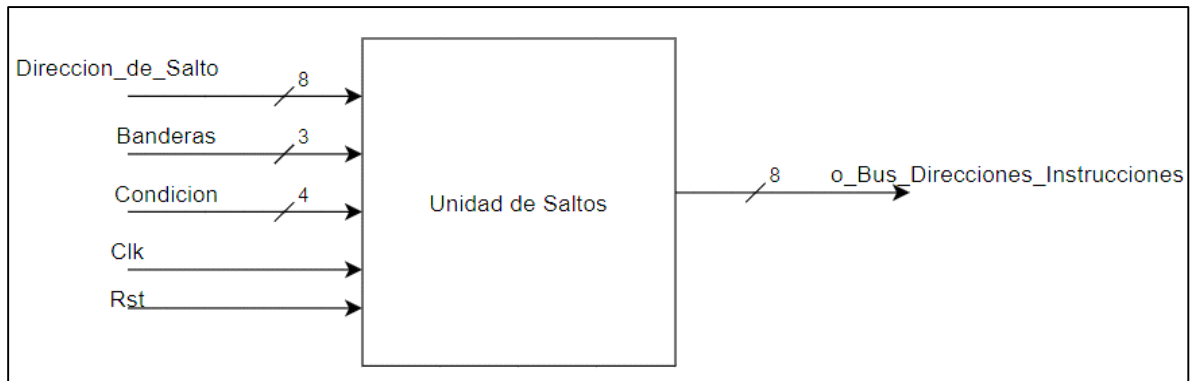 Direccion_de_Salto
8
Banderas
3
Condicion
4
Clk
Rst
Unidad de Saltos
8
o_Bus_Direcciones_Instrucciones